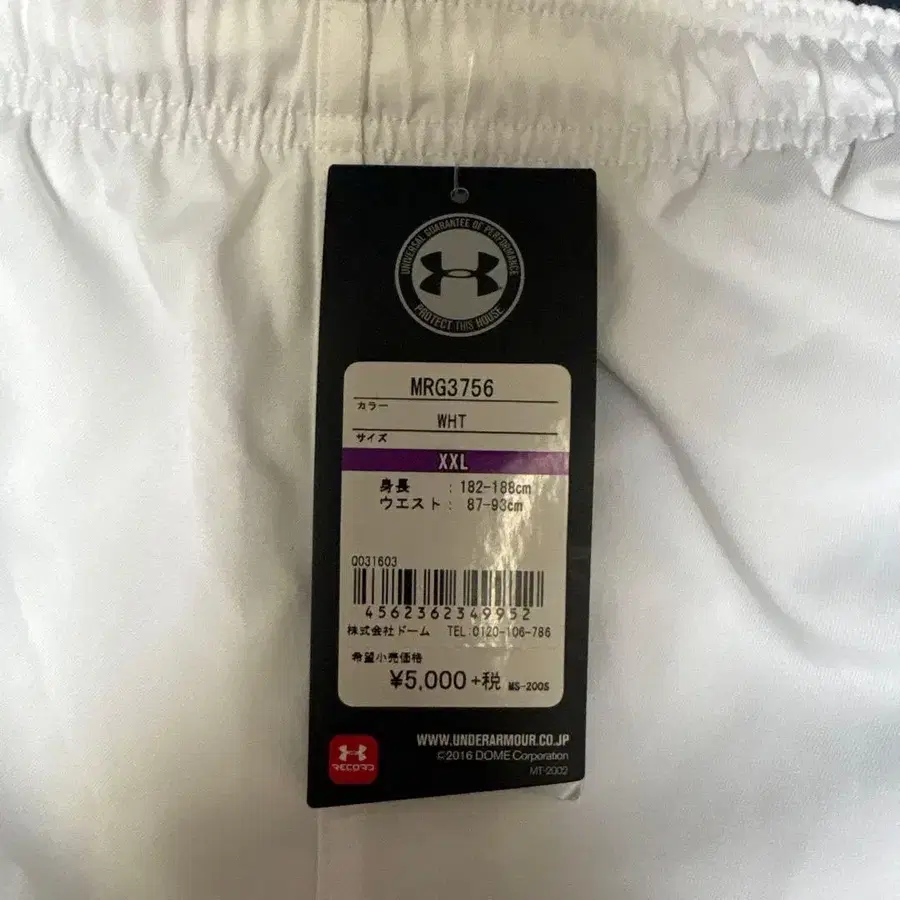 UNIVERSAL GUARANTEE OF PERFORMANCE
PROTECT THIS HOUSE
MRG3756
カラー
WHT
サイズ
XXL
身長 : 182-188cm
ウエスト : 87-93cm
Q031603
4562362349952
株式会社ドーム TEL:0120-106-786
希望小売価格
¥5,000+税 MS-200S
RECORD
WWW.UNDERARMOUR.CO.JP
©2016 DOME Corporation
MT-2002